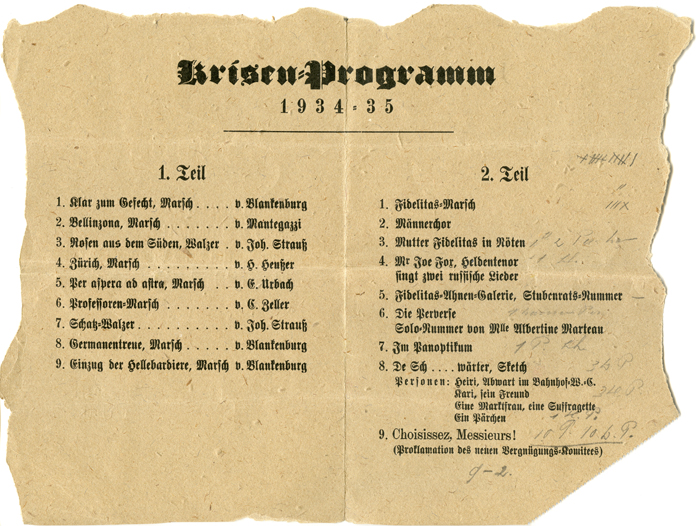 Krisen-Programm
1934-35
1. Teil
1. Klar zum Gefecht, Marsch . . . . v. Blankenburg
2. Bellinzona, Marsch . . . . . . . v. Mantegazzi
3. Rosen aus dem Süden, Walzer . v. Joh. Strauß
4. Zürich, Marsch . . . . . . . . . v. H. Heußer
5. Per aspera ad astra, Marsch . . v. E. Urbach
6. Professoren-Marsch . . . . . . . v. C. Zeller
7. Schatz-Walzer . . . . . . . . . . v. Joh. Strauß
8. Germanentreue, Marsch . . . . . v. Blankenburg
9. Einzug der Hellebardiere, Marsch v. Blankenburg
2. Teil
1. Fidelitas-Marsch
2. Männerchor
3. Mutter Fidelitas in Nöten
4. Mr Joe Fox, Heldentenor
singt zwei russische Lieder
5. Fidelitas-Ahnen-Galerie, Stubenrats-Nummer
6. Die Perverse
Solo-Nummer von Mlle Albertine Marteau
7. Im Panoptikum
8. De Sch . . . . wärter, Sketch
Personen: Heiri, Abwart im Bahnhof-W.-C.
Kari, sein Freund
Eine Marktfrau, eine Suffragette
Ein Pärchen
9. Choisissez, Messieurs!
(Proklamation des neuen Vergnügungs-Komitees)
9-2.